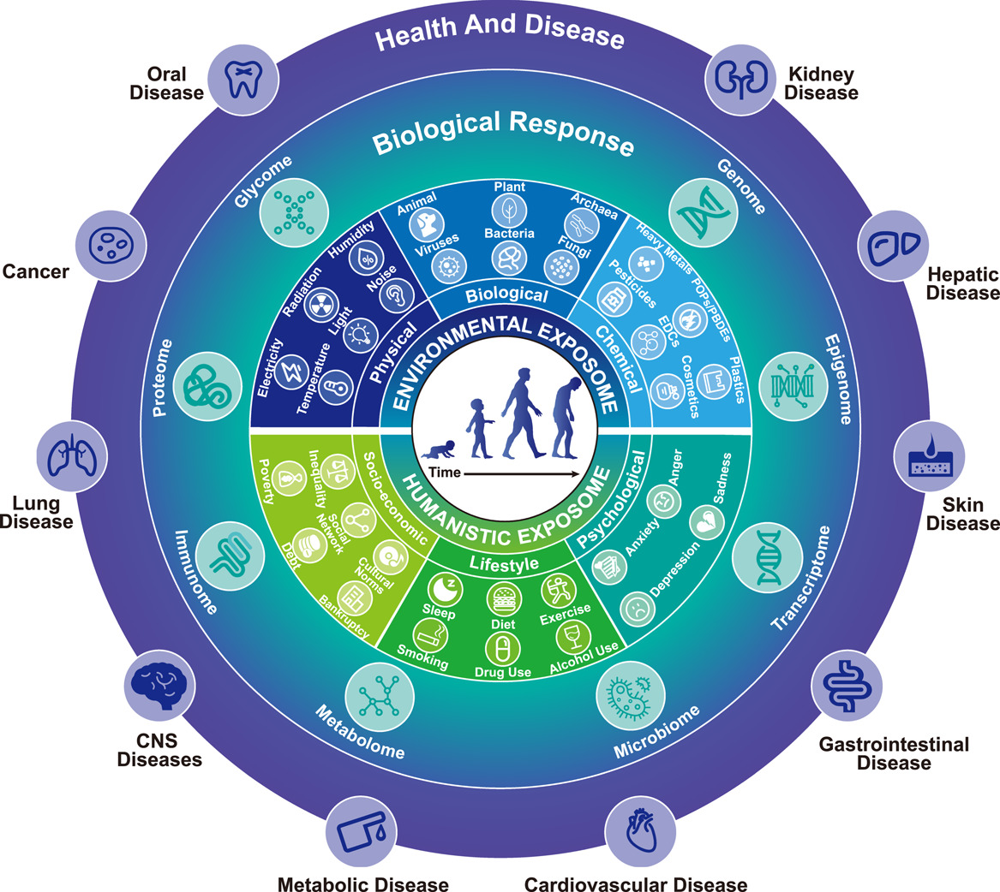 Health And Disease
Oral
Disease
Kidney
Disease
Biological Response
Glycome
Genome
Cancer
Hepatic
Disease
Proteome
Epigenome
Animal
Plant
Archaea
Viruses
Bacteria
Fungi
Biological
Humidity
Noise
Radiation
Light
Electricity
Temperature
Physical
Heavy Metals
Pesticides
POPs/PBDEs
EDCs
Plastics
Cosmetics
Chemical
ENVIRONMENTAL EXPOSOME
Time
HUMANISTIC EXPOSOME
Socio-economic
Inequality
Poverty
Social
Network
Debt
Cultural
Norms
Bankruptcy
Lifestyle
Sleep
Diet
Exercise
Smoking
Drug Use
Alcohol Use
Psychological
Anger
Sadness
Anxiety
Depression
Lung
Disease
Skin
Disease
Immunome
Transcriptome
Metabolome
Microbiome
CNS
Diseases
Gastrointestinal
Disease
Metabolic Disease
Cardiovascular Disease